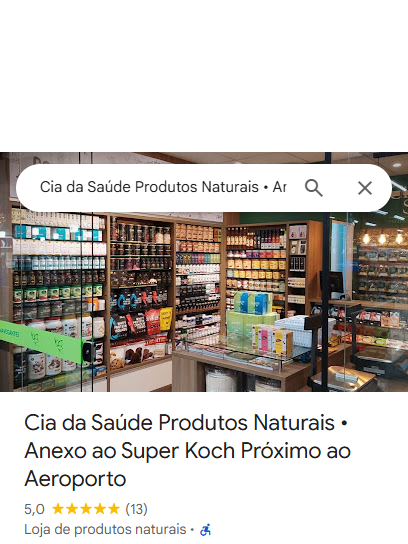 Cia da Saúde Produtos Naturais • Ar
Cia da Saúde Produtos Naturais •
Anexo ao Super Koch Próximo ao
Aeroporto
5,0 ★★★★★ (13)
Loja de produtos naturais •